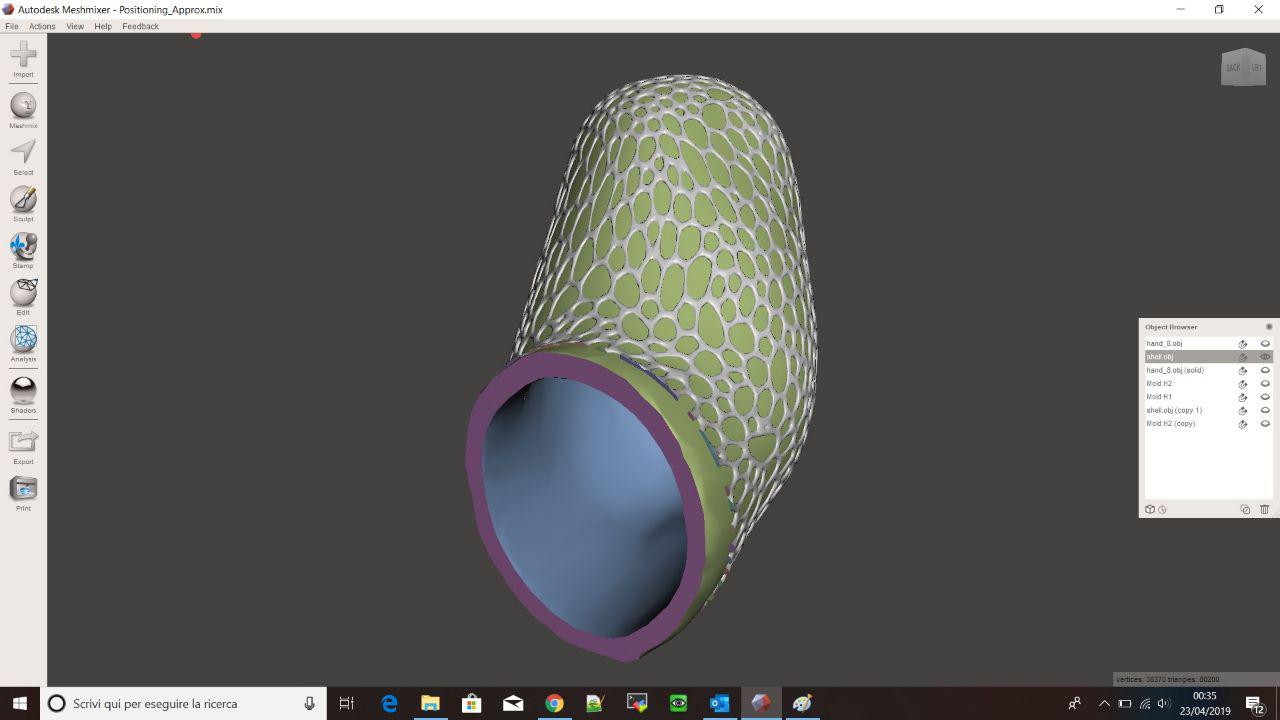 Autodesk Meshmixer - Positioning_Approx.mix
File Actions View Help Feedback
Import
Meshmix
Select
Sculpt
Stamp
Edit
Analysis
Shaders
Export
Print
BACK LEFT
Object Browser
hand_8.obj
shell.obj
hand_8.obj (solid)
Mold H2
Mold H1
shell.obj (copy 1)
Mold H2 (copy)
vertices: 38370 triangles: 80200
Scrivi qui per eseguire la ricerca
00:35
23/04/2019
12